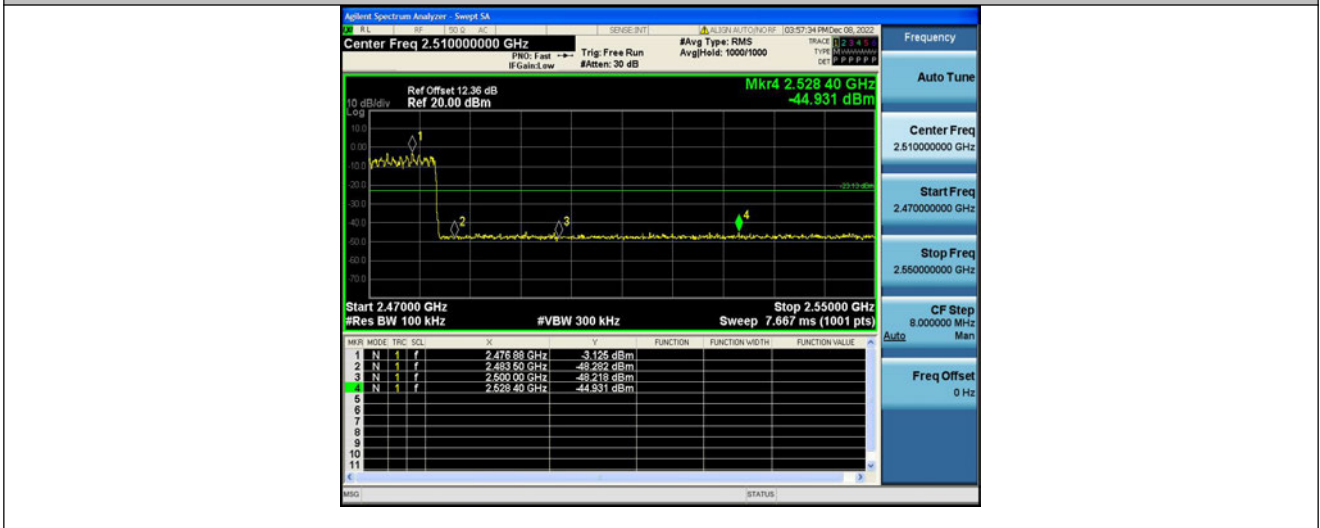 Agilent Spectrum Analyzer - Swept SA
RL RF 50 Ω AC SENSE:INT ALIGN AUTO/NO RF 03:57:34 PM Dec 08, 2022
Center Freq 2.510000000 GHz
PNO: Fast
IFGain:Low
Trig: Free Run
#Atten: 30 dB
#Avg Type: RMS
Avg|Hold: 1000/1000
TRACE 1 2 3 4 5 6
TYPE
DET P P P P P P
Frequency
Mkr4 2.528 40 GHz
-44.931 dBm
Ref Offset 12.36 dB
10 dB/div Ref 20.00 dBm
Log
10.0
0.00
-10.0
-20.0
-30.0
-40.0
-50.0
-60.0
-70.0
1
2
3
4
-23.13 dBm
Start 2.47000 GHz Stop 2.55000 GHz
#Res BW 100 kHz #VBW 300 kHz Sweep 7.667 ms (1001 pts)
MKR MODE TRC SCL X Y FUNCTION FUNCTION WIDTH FUNCTION VALUE
1 N 1 f 2.476 88 GHz -3.125 dBm
2 N 1 f 2.483 50 GHz -48.282 dBm
3 N 1 f 2.500 00 GHz -48.218 dBm
4 N 1 f 2.528 40 GHz -44.931 dBm
5
6
7
8
9
10
11
MSG STATUS
Auto Tune
Center Freq
2.510000000 GHz
Start Freq
2.470000000 GHz
Stop Freq
2.550000000 GHz
CF Step
8.000000 MHz
Auto Man
Freq Offset
0 Hz